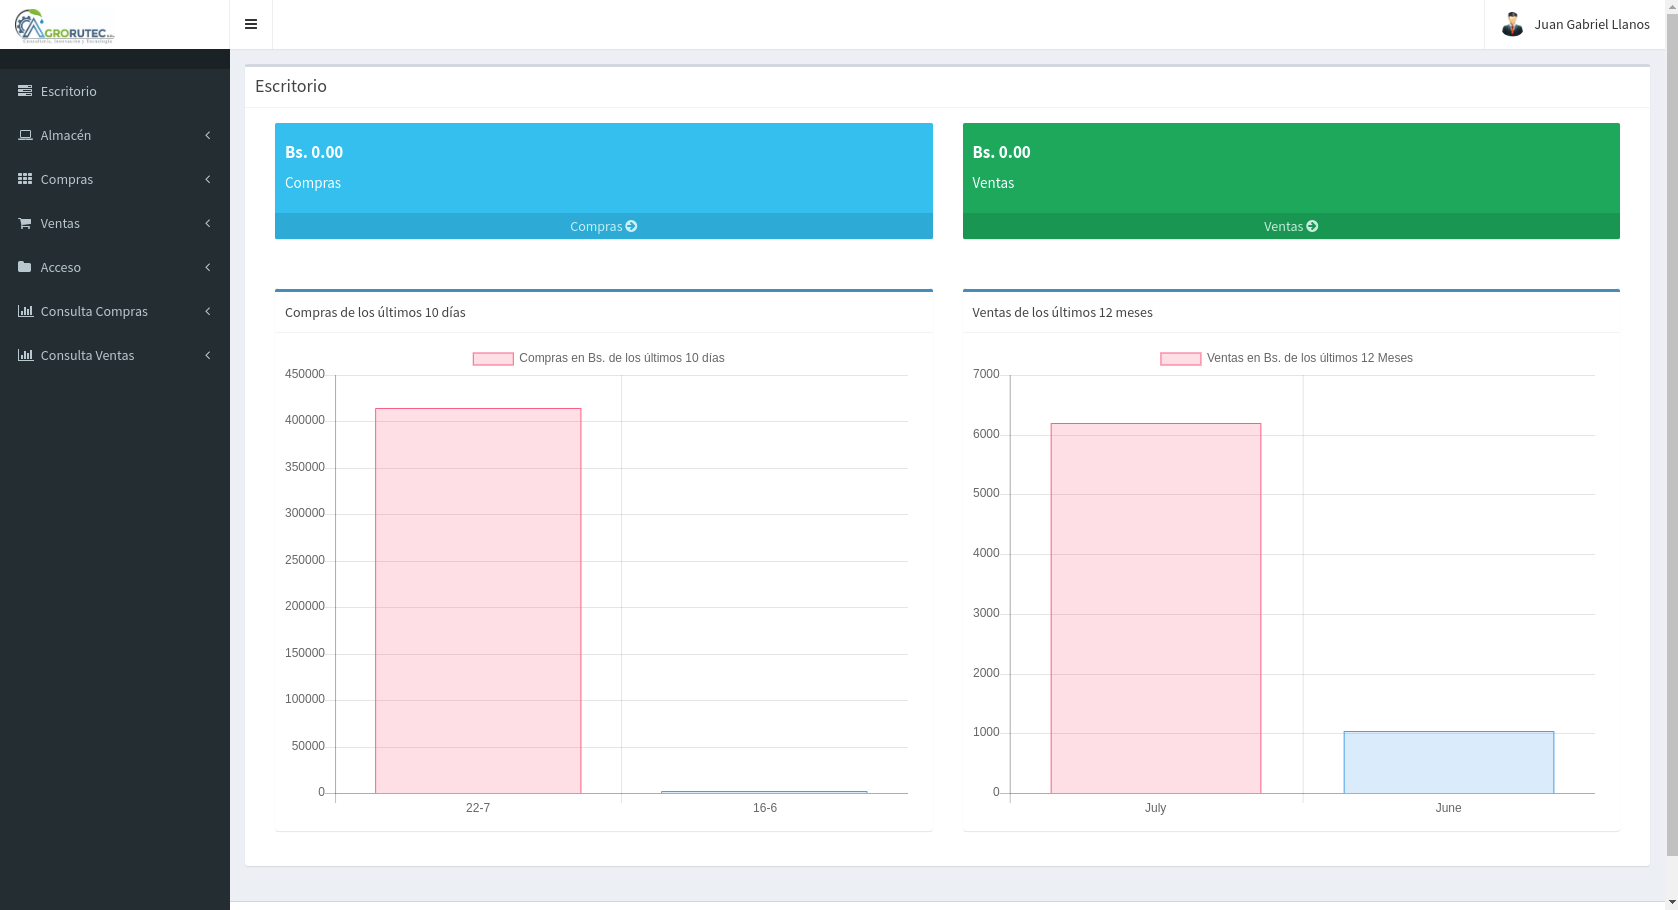 AGRORUTEC
Juan Gabriel Llanos
Escritorio
Almacén
Compras
Ventas
Acceso
Consulta Compras
Consulta Ventas
Escritorio
Bs. 0.00
Compras
Compras
Bs. 0.00
Ventas
Ventas
Compras de los últimos 10 días
Compras en Bs. de los últimos 10 días
450000
400000
350000
300000
250000
200000
150000
100000
50000
0
22-7
16-6
Ventas de los últimos 12 meses
Ventas en Bs. de los últimos 12 Meses
7000
6000
5000
4000
3000
2000
1000
0
July
June